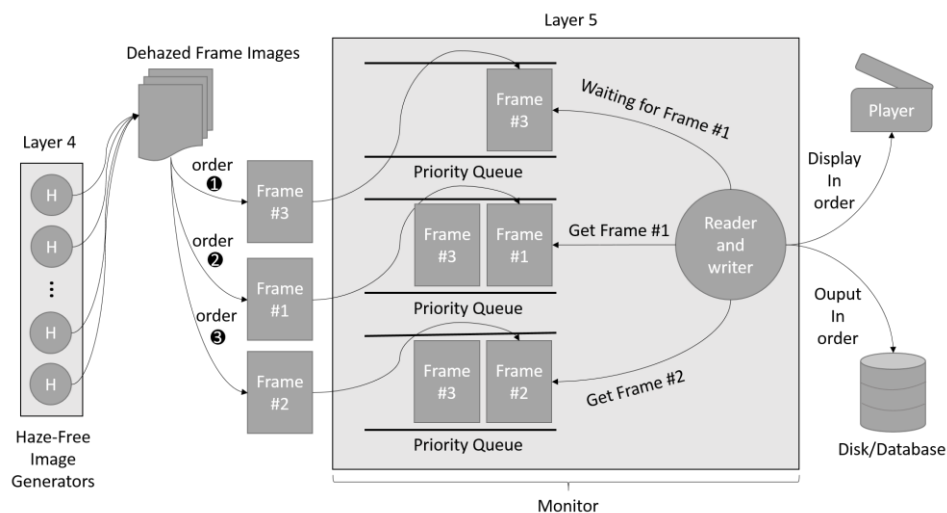 Layer 5
Dehazed Frame Images
Layer 4
H
H
...
H
H
Haze-Free
Image
Generators
order
❶
order
❷
order
❸
Frame
#3
Frame
#1
Frame
#2
Frame
#3
Priority Queue
Frame
#3
Frame
#1
Priority Queue
Frame
#3
Frame
#2
Priority Queue
Waiting for Frame #1
Get Frame #1
Get Frame #2
Reader
and
writer
Player
Display
In
order
Ouput
In
order
Disk/Database
Monitor